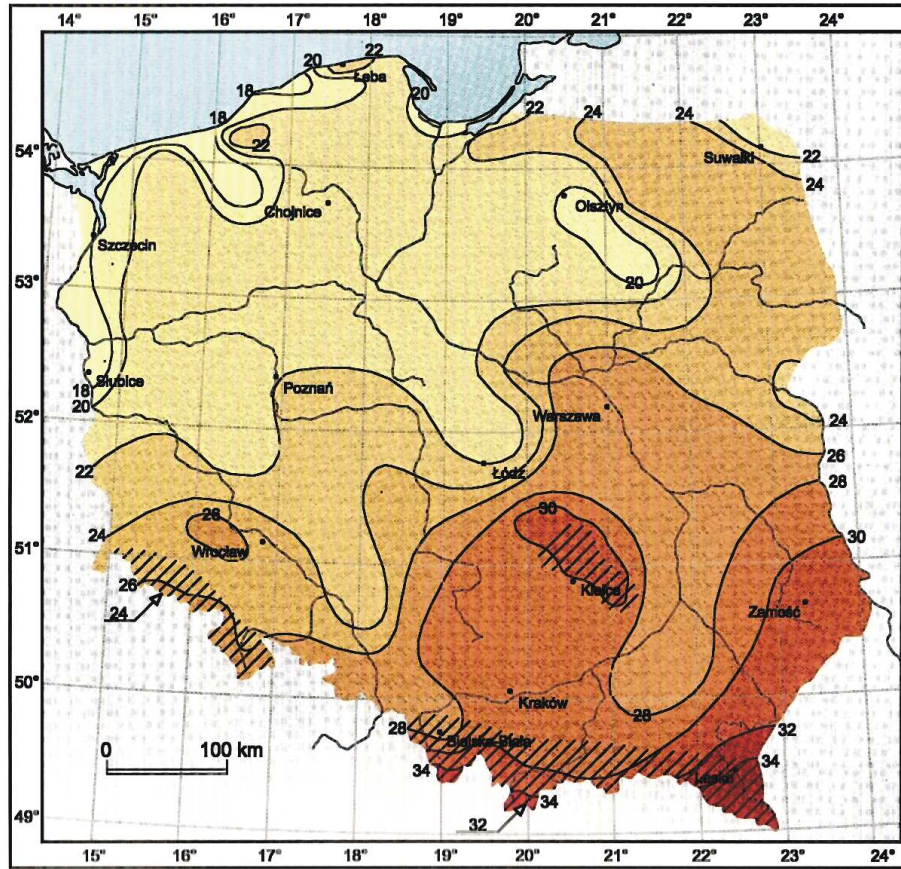 14° 15° 16° 17° 18° 19° 20° 21° 22° 23° 24°
20 22
Łeba
18 20
18 22 24 24
54° 22 Suwałki 22
24
Chojnice Olsztyn
Szczecin
53° 20
Słubice
18 Poznań
20
52° Warszawa 24
26
22 Łódź 28
24 26 30 30
51° Wrocław
26 Kielce
24 Zamość
50° Kraków 28
28 32
0 100 km Bielsko-Biała 34
34 Lesko
49° 34
32
15° 16° 17° 18° 19° 20° 21° 22° 23° 24°